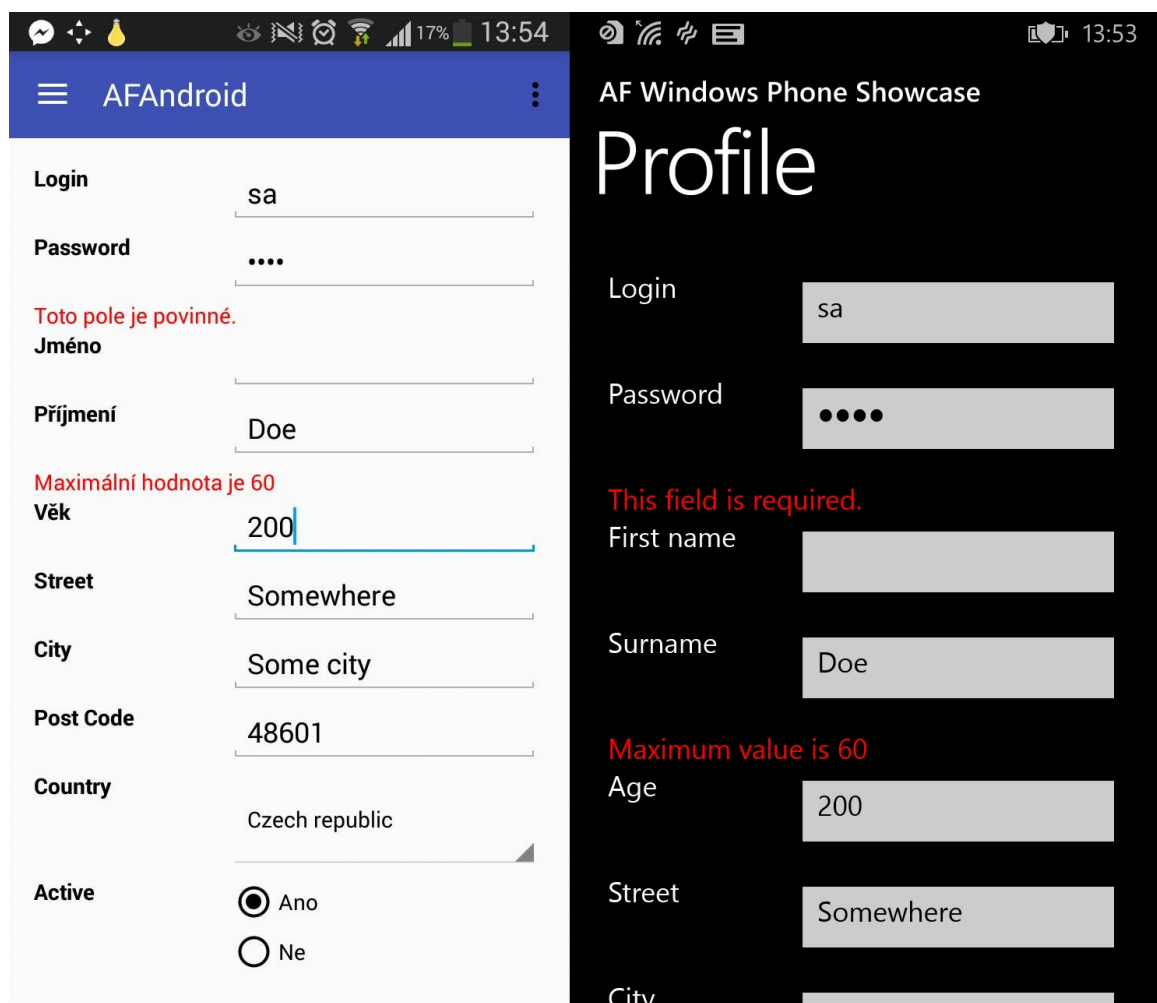 17% 13:54
AFAndroid
Login
sa
Password
••••
Toto pole je povinné.
Jméno
Příjmení
Doe
Maximální hodnota je 60
Věk
200
Street
Somewhere
City
Some city
Post Code
48601
Country
Czech republic
Active
Ano
Ne
13:53
AF Windows Phone Showcase
Profile
Login
sa
Password
••••
This field is required.
First name
Surname
Doe
Maximum value is 60
Age
200
Street
Somewhere
City